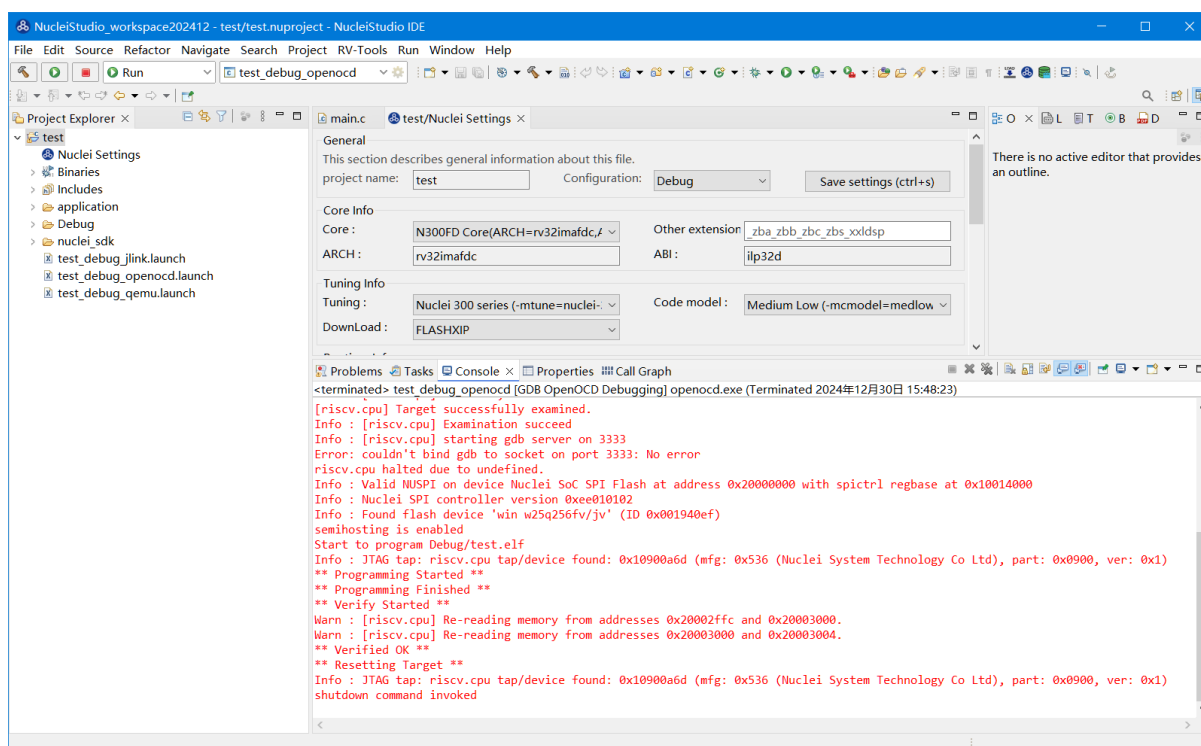 NucleiStudio_workspace202412 - test/test.nuproject - NucleiStudio IDE
File Edit Source Refactor Navigate Search Project RV-Tools Run Window Help
Run
test_debug_openocd
Project Explorer
test
Nuclei Settings
Binaries
Includes
application
Debug
nuclei_sdk
test_debug_jlink.launch
test_debug_openocd.launch
test_debug_qemu.launch
main.c
test/Nuclei Settings
General
This section describes general information about this file.
project name: test Configuration: Debug Save settings (ctrl+s)
Core Info
Core : N300FD Core(ARCH=rv32imafdc,A Other extension _zba_zbb_zbc_zbs_xxldsp
ARCH : rv32imafdc ABI : ilp32d
Tuning Info
Tuning : Nuclei 300 series (-mtune=nuclei- Code model : Medium Low (-mcmodel=medlow
DownLoad : FLASHXIP
O L T B D
There is no active editor that provides
an outline.
Problems Tasks Console Properties Call Graph
<terminated> test_debug_openocd [GDB OpenOCD Debugging] openocd.exe (Terminated 2024年12月30日 15:48:23)
[riscv.cpu] Target successfully examined.
Info : [riscv.cpu] Examination succeed
Info : [riscv.cpu] starting gdb server on 3333
Error: couldn't bind gdb to socket on port 3333: No error
riscv.cpu halted due to undefined.
Info : Valid NUSPI on device Nuclei SoC SPI Flash at address 0x20000000 with spictrl regbase at 0x10014000
Info : Nuclei SPI controller version 0xee010102
Info : Found flash device 'win w25q256fv/jv' (ID 0x001940ef)
semihosting is enabled
Start to program Debug/test.elf
Info : JTAG tap: riscv.cpu tap/device found: 0x10900a6d (mfg: 0x536 (Nuclei System Technology Co Ltd), part: 0x0900, ver: 0x1)
** Programming Started **
** Programming Finished **
** Verify Started **
Warn : [riscv.cpu] Re-reading memory from addresses 0x20002ffc and 0x20003000.
Warn : [riscv.cpu] Re-reading memory from addresses 0x20003000 and 0x20003004.
** Verified OK **
** Resetting Target **
Info : JTAG tap: riscv.cpu tap/device found: 0x10900a6d (mfg: 0x536 (Nuclei System Technology Co Ltd), part: 0x0900, ver: 0x1)
shutdown command invoked